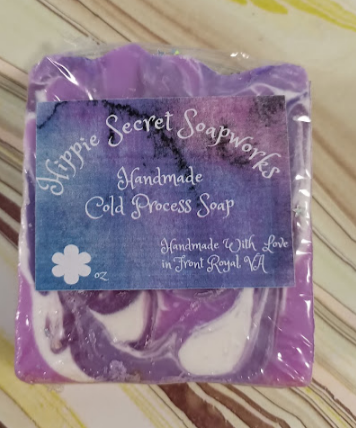 Hippie Secret Soapworks
Handmade
Cold Process Soap
Handmade With Love
in Front Royal VA
oz